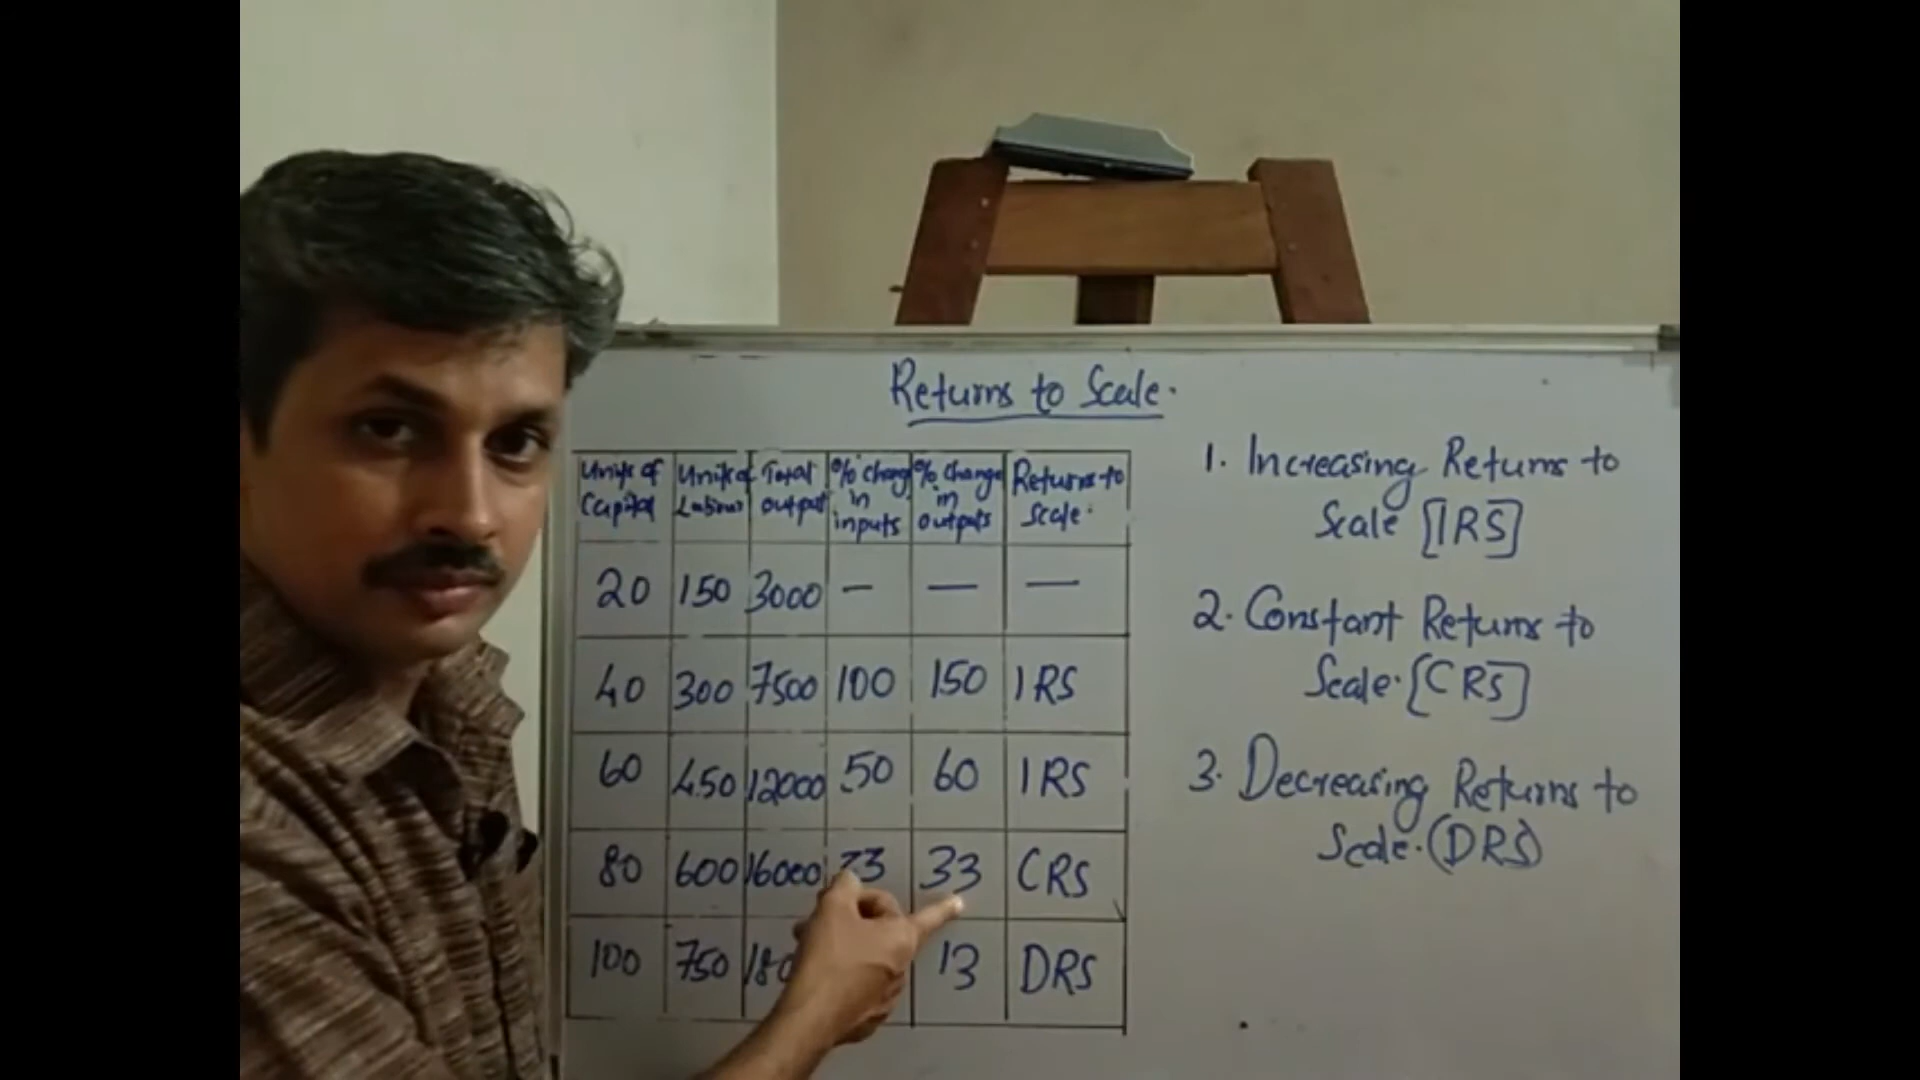 Returns to Scale.
Units of Capital Units of Labour Total output % Change in inputs % Change in outputs Returns to Scale.
20 150 3000 — — —
40 300 7500 100 150 IRS
60 450 12000 50 60 IRS
80 600 16000 33 33 CRS
100 750 13 DRS
1. Increasing Returns to
Scale [IRS]
2. Constant Returns to
Scale. [CRS]
3. Decreasing Returns to
Scale. (DRS)